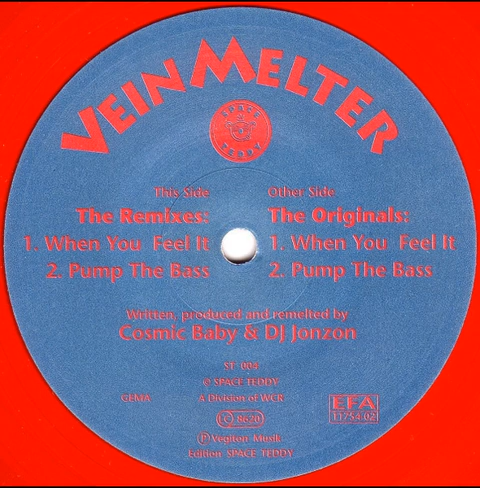 VEINMELTER
SPACE
TEDDY
This Side
The Remixes:
1. When You Feel It
2. Pump The Bass
Other Side
The Originals:
1. When You Feel It
2. Pump The Bass
Written, produced and remelted by
Cosmic Baby & DJ Jonzon
ST 004
© SPACE TEDDY
GEMA
A Division of WCR
LC 8620
EFA
11754-02
Ⓟ Vegiton Musik
Edition SPACE TEDDY